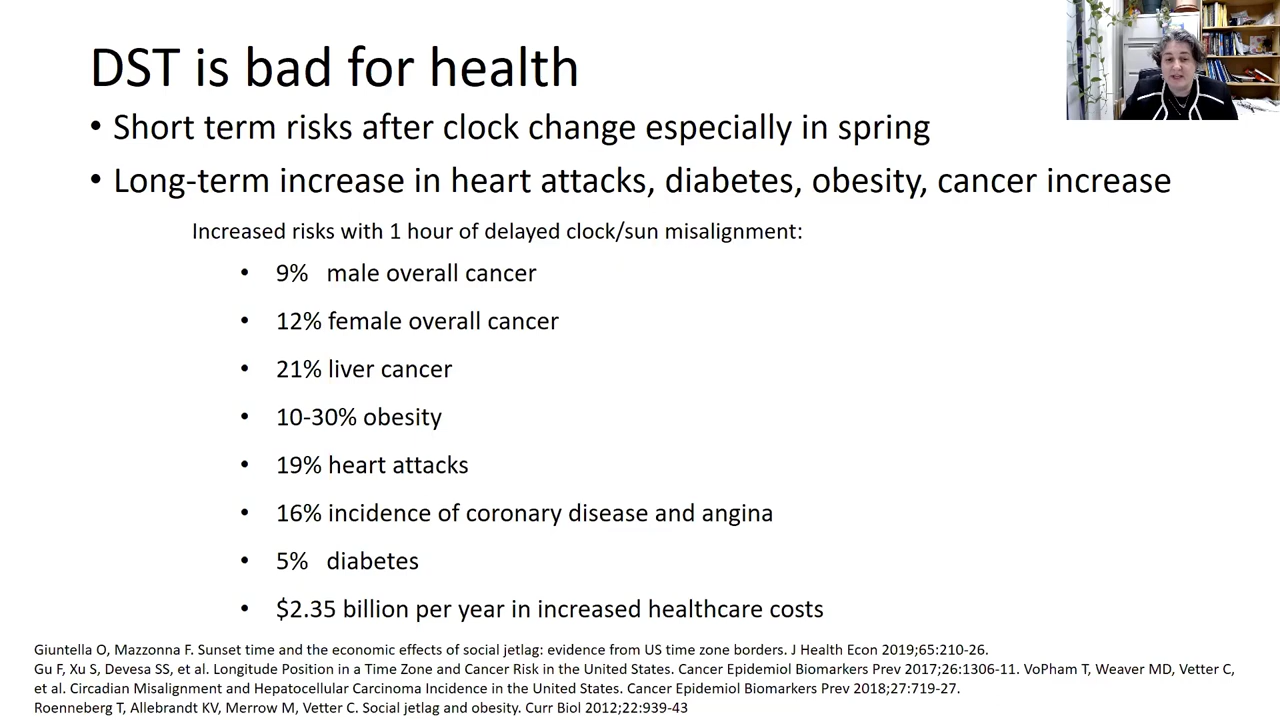 DST is bad for health
• Short term risks after clock change especially in spring
• Long-term increase in heart attacks, diabetes, obesity, cancer increase
Increased risks with 1 hour of delayed clock/sun misalignment:
• 9% male overall cancer
• 12% female overall cancer
• 21% liver cancer
• 10-30% obesity
• 19% heart attacks
• 16% incidence of coronary disease and angina
• 5% diabetes
• $2.35 billion per year in increased healthcare costs
Giuntella O, Mazzonna F. Sunset time and the economic effects of social jetlag: evidence from US time zone borders. J Health Econ 2019;65:210-26.
Gu F, Xu S, Devesa SS, et al. Longitude Position in a Time Zone and Cancer Risk in the United States. Cancer Epidemiol Biomarkers Prev 2017;26:1306-11. VoPham T, Weaver MD, Vetter C,
et al. Circadian Misalignment and Hepatocellular Carcinoma Incidence in the United States. Cancer Epidemiol Biomarkers Prev 2018;27:719-27.
Roenneberg T, Allebrandt KV, Merrow M, Vetter C. Social jetlag and obesity. Curr Biol 2012;22:939-43